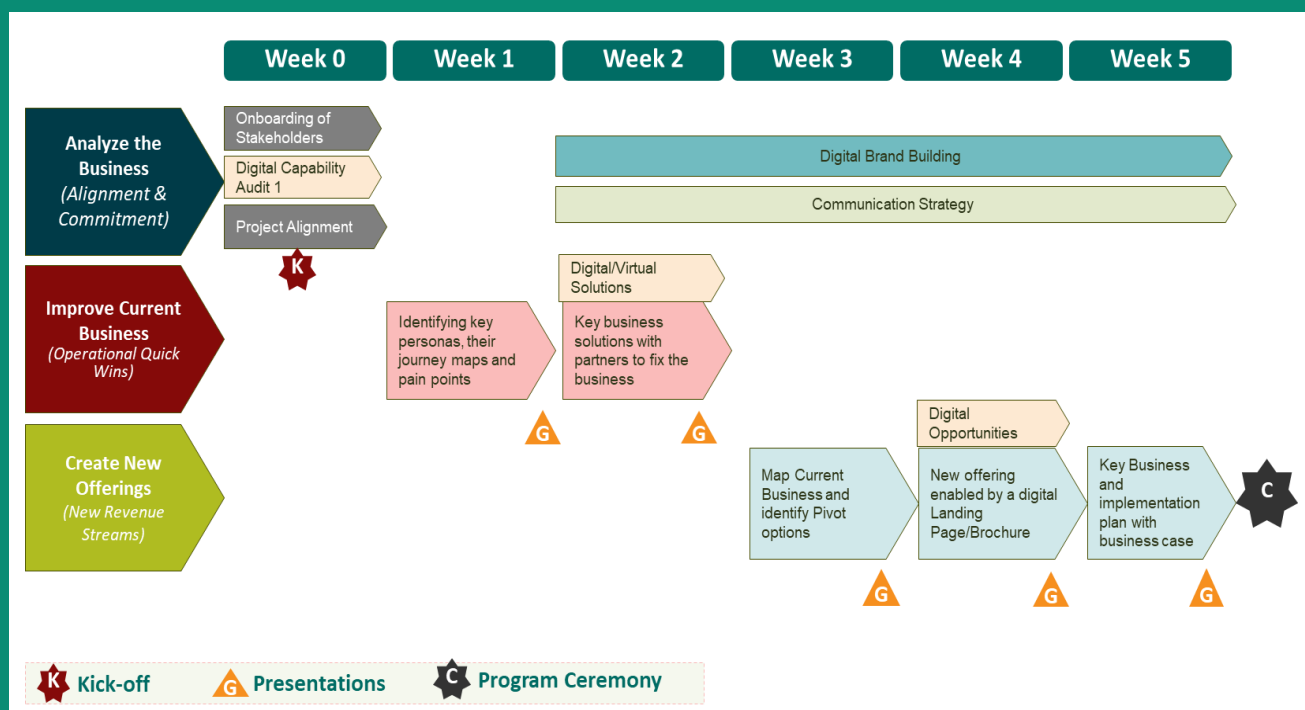 Week 0
Week 1
Week 2
Week 3
Week 4
Week 5
Analyze the
Business
(Alignment &
Commitment)
Onboarding of
Stakeholders
Digital Capability
Audit 1
Project Alignment
K
Digital Brand Building
Communication Strategy
Improve Current
Business
(Operational Quick
Wins)
Identifying key
personas, their
journey maps and
pain points
G
Digital/Virtual
Solutions
Key business
solutions with
partners to fix the
business
G
Create New
Offerings
(New Revenue
Streams)
Map Current
Business and
identify Pivot
options
G
Digital
Opportunities
New offering
enabled by a digital
Landing
Page/Brochure
G
Key Business
and
implementation
plan with
business case
G
C
K Kick-off
G Presentations
C Program Ceremony